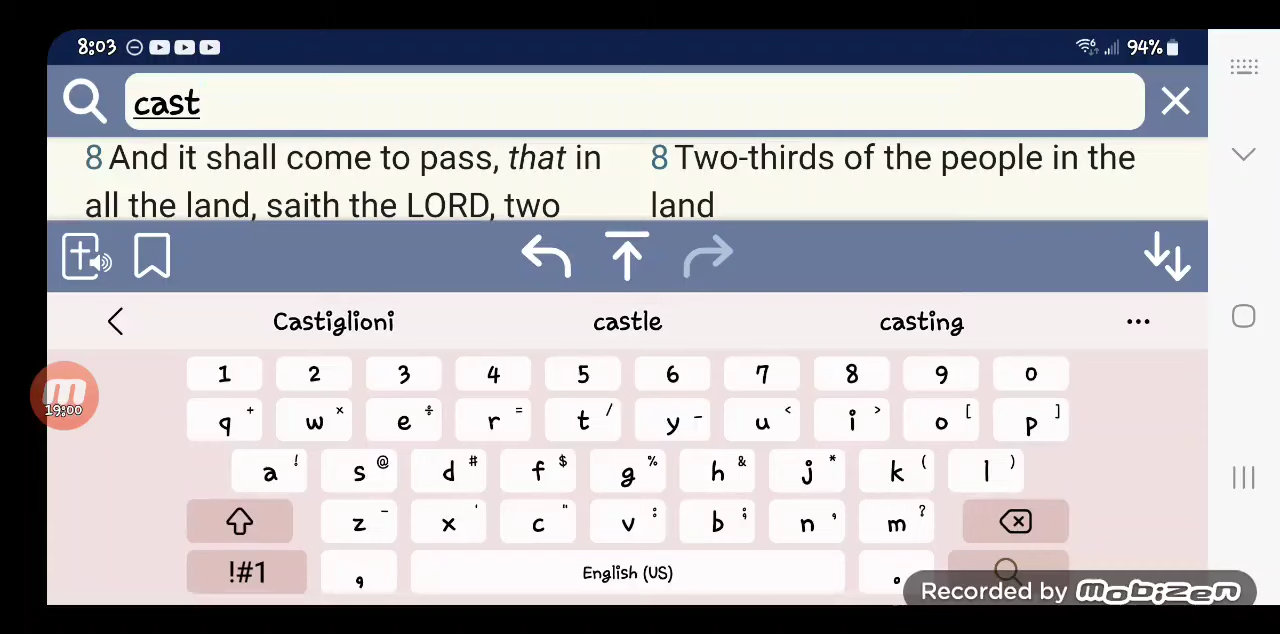 8:03 94%
cast
8 And it shall come to pass, that in
all the land, saith the LORD, two
8 Two-thirds of the people in the
land
Castiglioni castle casting ...
1 2 3 4 5 6 7 8 9 0
q + w × e ÷ r = t / y - u < i > o [ p ]
a ! s @ d # f $ g % h & j * k ( l )
z - x ' c " v : b ; n , m ?
!#1 , English (US) .
19:00
Recorded by Mobizen